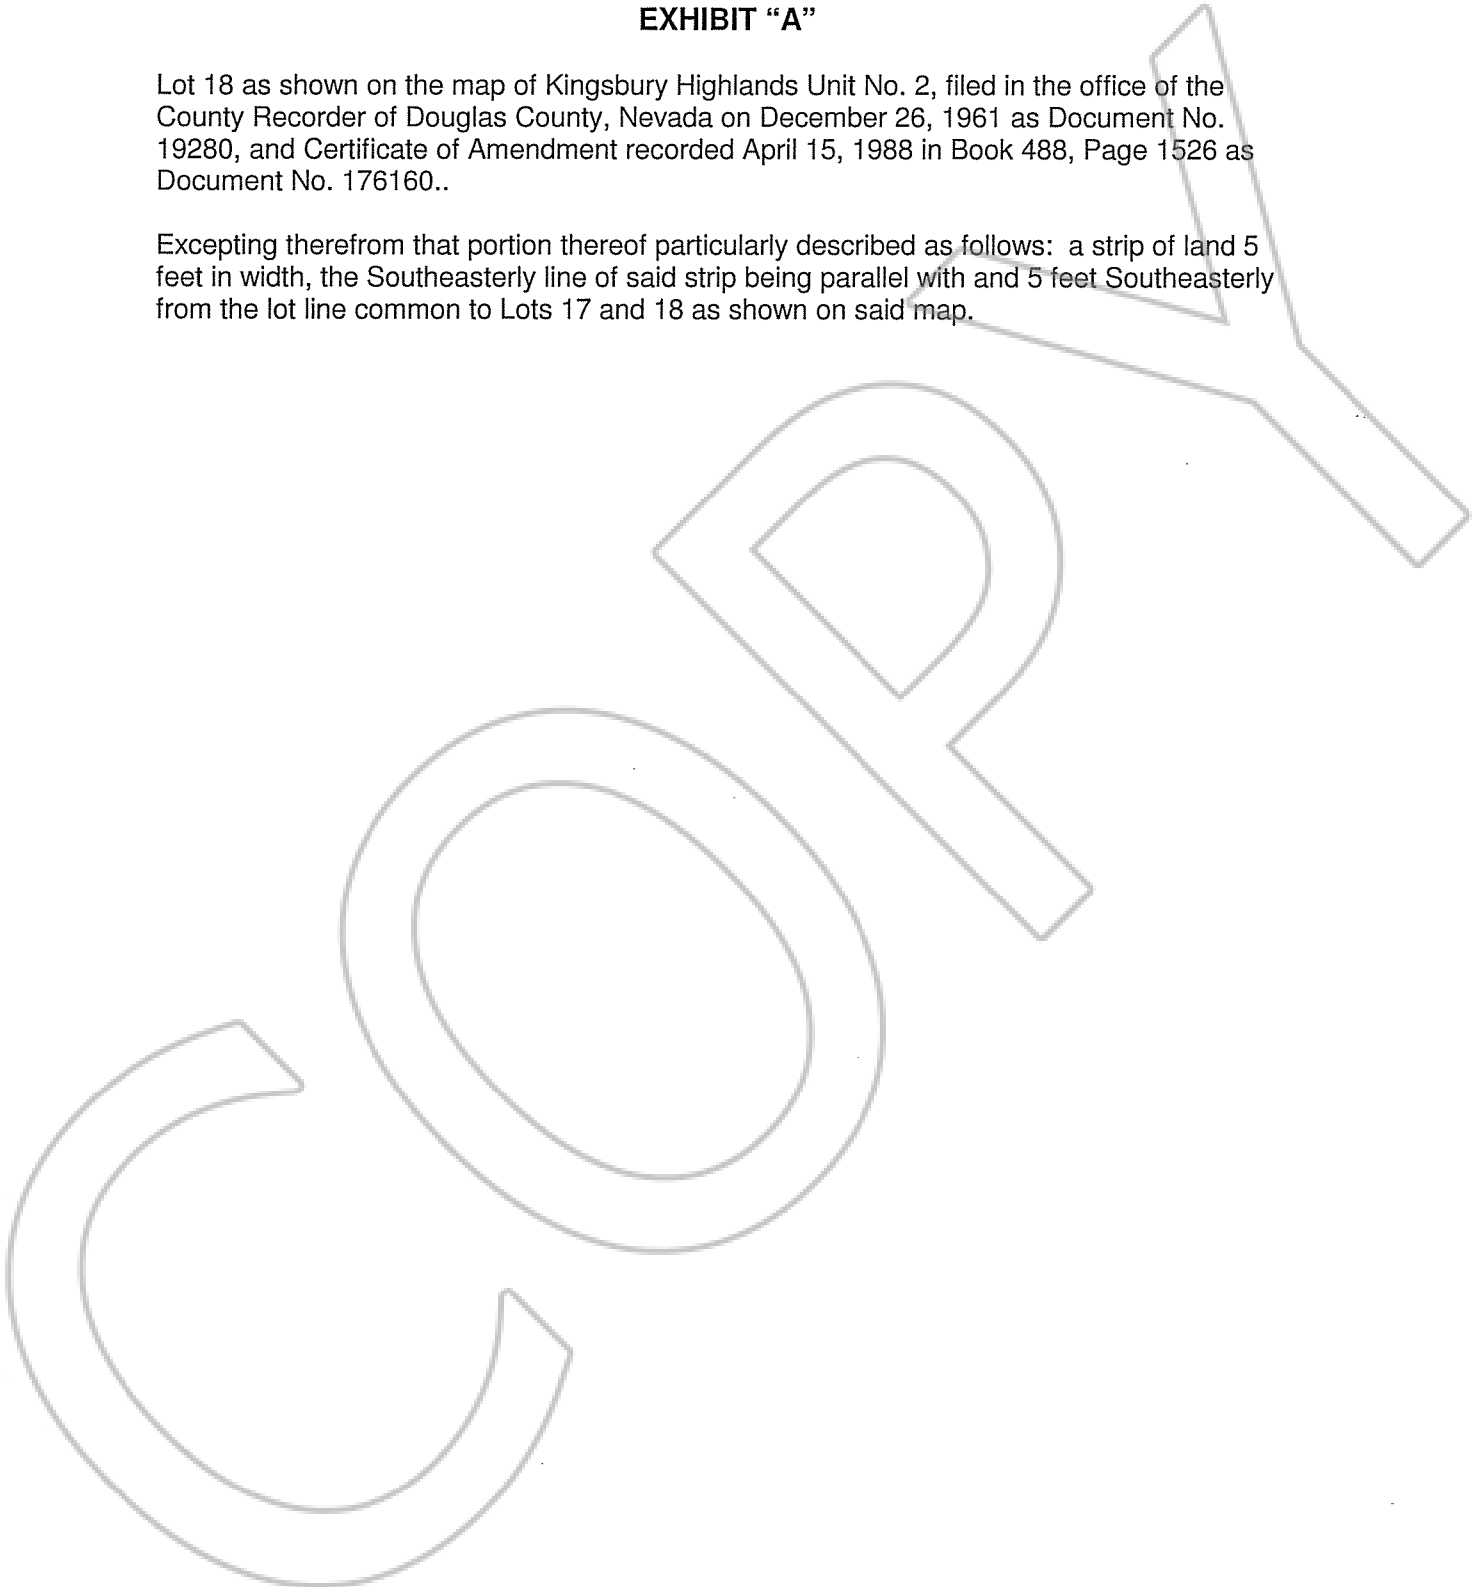 EXHIBIT “A”
Lot 18 as shown on the map of Kingsbury Highlands Unit No. 2, filed in the office of the
County Recorder of Douglas County, Nevada on December 26, 1961 as Document No.
19280, and Certificate of Amendment recorded April 15, 1988 in Book 488, Page 1526 as
Document No. 176160..
Excepting therefrom that portion thereof particularly described as follows:  a strip of land 5
feet in width, the Southeasterly line of said strip being parallel with and 5 feet Southeasterly
from the lot line common to Lots 17 and 18 as shown on said map.
COPY